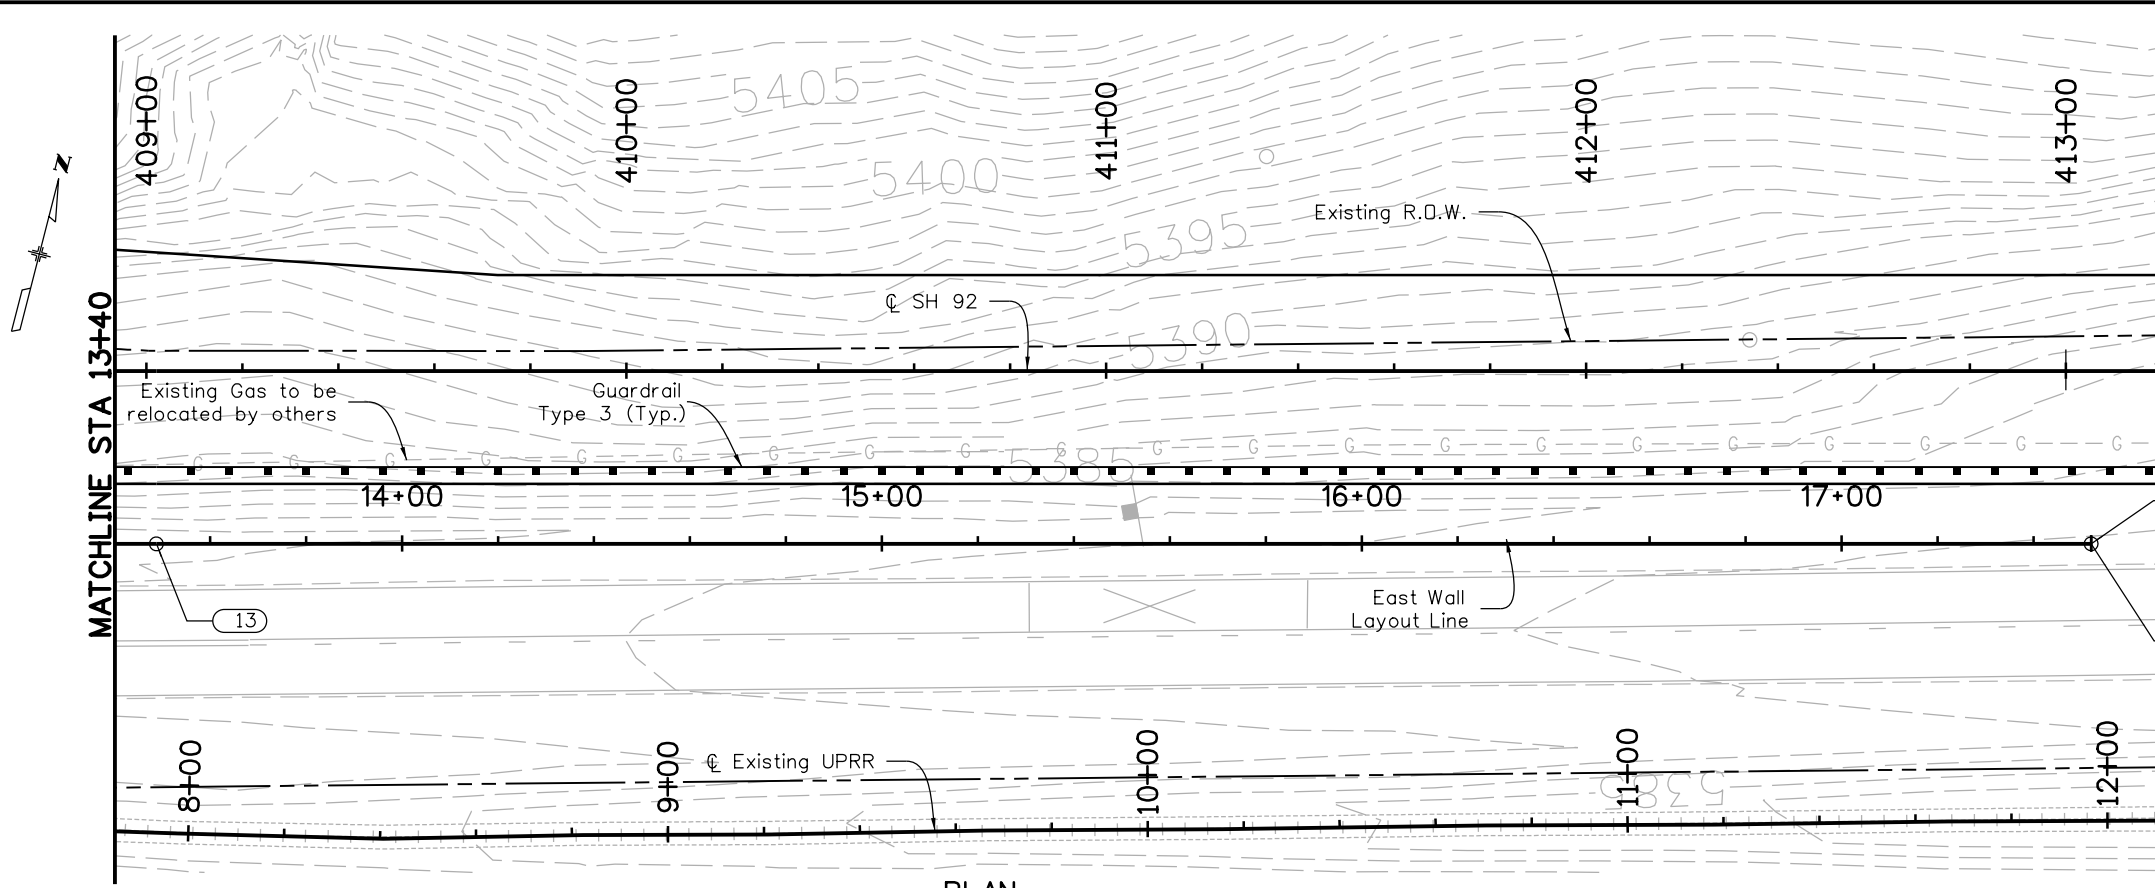 409+00
410+00
411+00
412+00
413+00
5405
5400
5395
5390
5385
N
Existing R.O.W.
℄ SH 92
MATCHLINE STA 13+40
Existing Gas to be
relocated by others
Guardrail
Type 3 (Typ.)
G G G G G G G G G G G G G G G G G G G G G
14+00
15+00
16+00
17+00
13
East Wall
Layout Line
8+00
9+00
10+00
11+00
12+00
℄ Existing UPRR
5385
PLAN